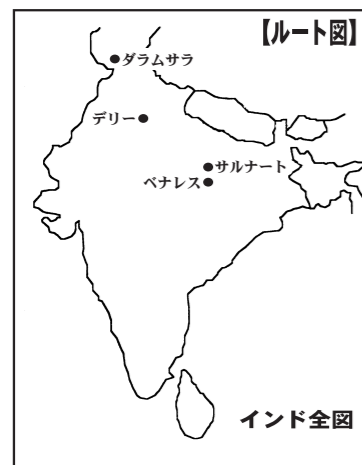 【ルート図】
ダラムサラ
デリー
サルナート
ベナレス
インド全図